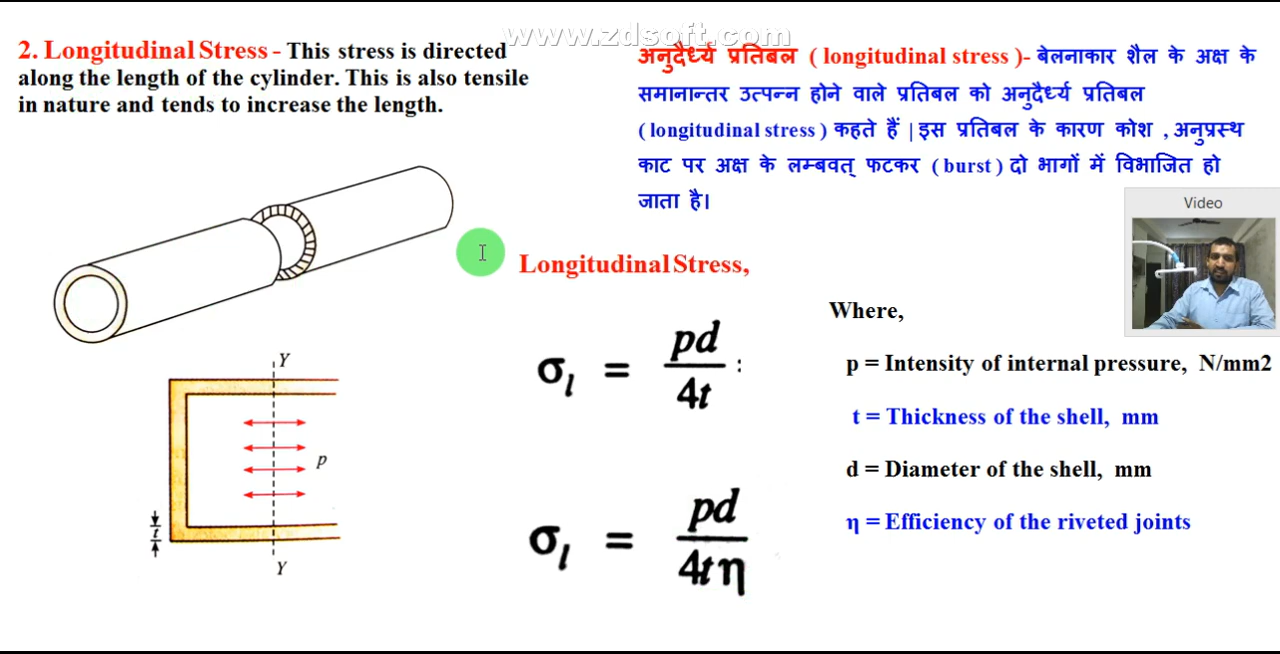 www.zdsoft.com
2. Longitudinal Stress - This stress is directed
along the length of the cylinder. This is also tensile
in nature and tends to increase the length.
अनुदैर्ध्य प्रतिबल ( longitudinal stress )- बेलनाकार शैल के अक्ष के
समानान्तर उत्पन्न होने वाले प्रतिबल को अनुदैर्ध्य प्रतिबल
( longitudinal stress ) कहते हैं | इस प्रतिबल के कारण कोश , अनुप्रस्थ
काट पर अक्ष के लम्बवत् फटकर ( burst ) दो भागों में विभाजित हो
जाता है।
Video
Longitudinal Stress,
σl = pd / 4t :
σl = pd / 4tη
Where,
p = Intensity of internal pressure, N/mm2
t = Thickness of the shell, mm
d = Diameter of the shell, mm
η = Efficiency of the riveted joints
Y
p
t
Y